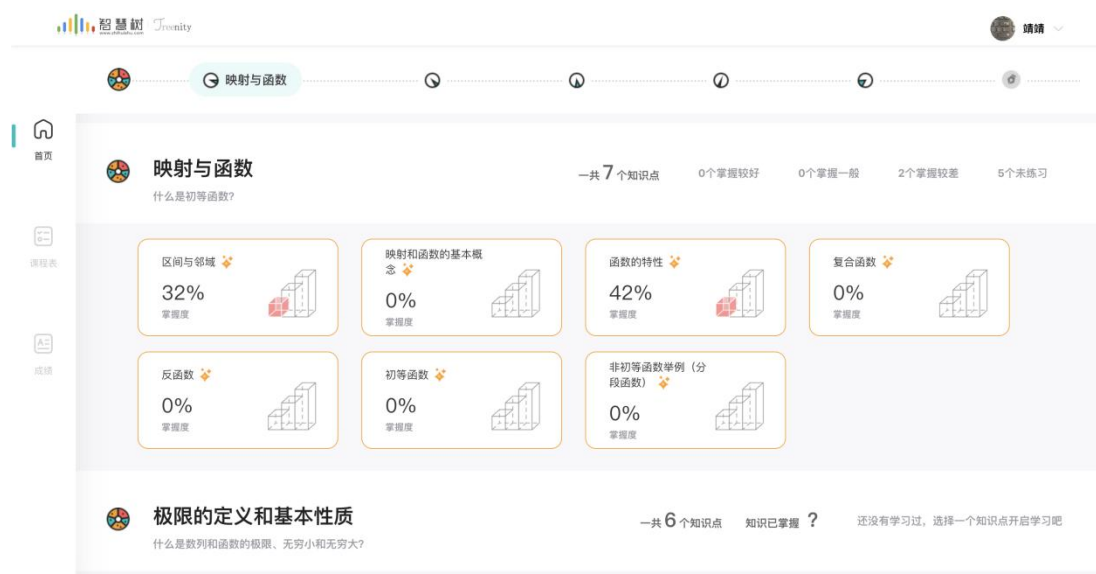 智慧树 Treenity
www.zhihuishu.com
靖靖
映射与函数
首页
映射与函数
一共 7 个知识点 0个掌握较好 0个掌握一般 2个掌握较差 5个未练习
什么是初等函数?
课程表
区间与邻域
32%
掌握度
映射和函数的基本概
念
0%
掌握度
函数的特性
42%
掌握度
复合函数
0%
掌握度
成绩
反函数
0%
掌握度
初等函数
0%
掌握度
非初等函数举例（分
段函数）
0%
掌握度
极限的定义和基本性质
一共 6 个知识点 知识已掌握 ? 还没有学习过，选择一个知识点开启学习吧
什么是数列和函数的极限、无穷小和无穷大?